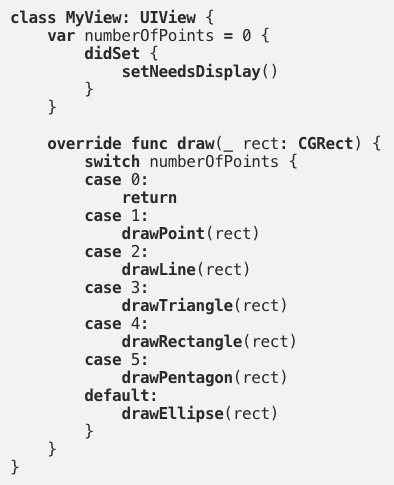 class MyView: UIView {
    var numberOfPoints = 0 {
        didSet {
            setNeedsDisplay()
        }
    }

    override func draw(_ rect: CGRect) {
        switch numberOfPoints {
        case 0:
            return
        case 1:
            drawPoint(rect)
        case 2:
            drawLine(rect)
        case 3:
            drawTriangle(rect)
        case 4:
            drawRectangle(rect)
        case 5:
            drawPentagon(rect)
        default:
            drawEllipse(rect)
        }
    }
}